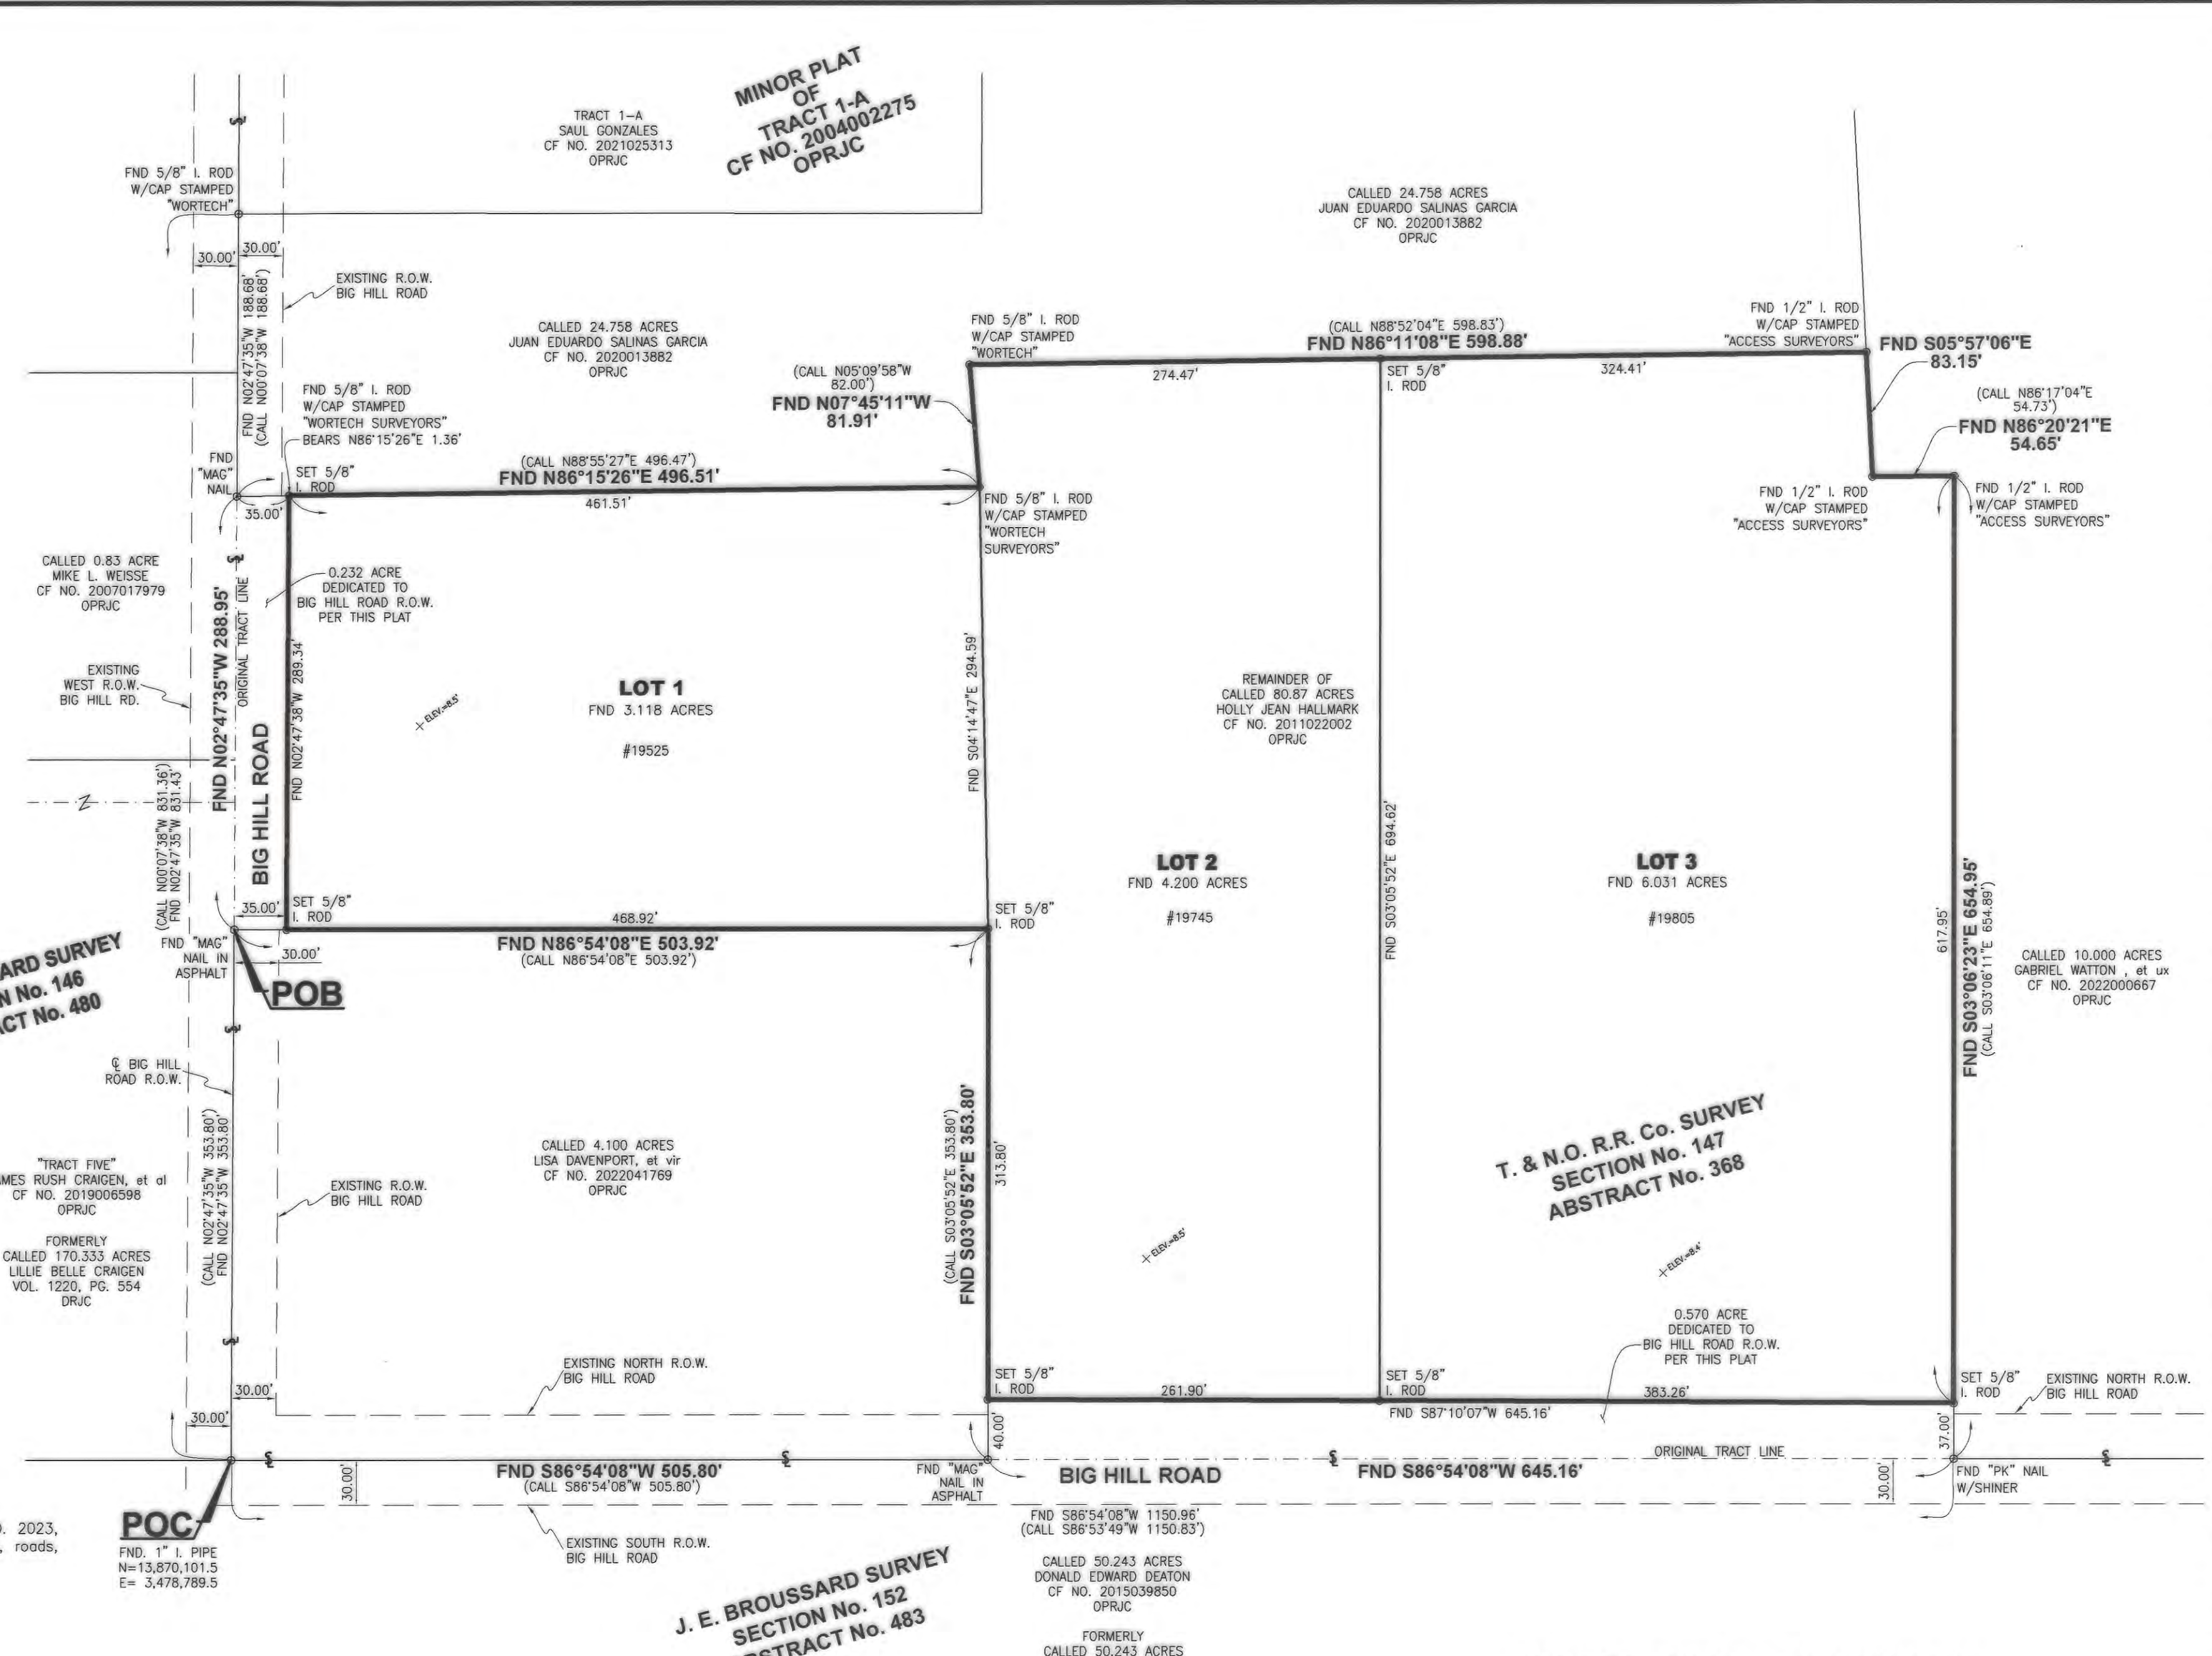 MINOR PLAT
OF
TRACT 1-A
CF NO. 2004002275
OPRJC
TRACT 1-A
SAUL GONZALES
CF NO. 2021025313
OPRJC
FND 5/8" I. ROD
W/CAP STAMPED
"WORTECH"
30.00'
30.00'
FND N02°47'35"W 188.68'
(CALL N00°07'38"W 188.68')
EXISTING R.O.W.
BIG HILL ROAD
CALLED 24.758 ACRES
JUAN EDUARDO SALINAS GARCIA
CF NO. 2020013882
OPRJC
CALLED 24.758 ACRES
JUAN EDUARDO SALINAS GARCIA
CF NO. 2020013882
OPRJC
FND 5/8" I. ROD
W/CAP STAMPED
"WORTECH"
(CALL N88°52'04"E 598.83')
FND N86°11'08"E 598.88'
274.47'
SET 5/8"
I. ROD
324.41'
FND 1/2" I. ROD
W/CAP STAMPED
"ACCESS SURVEYORS"
FND S05°57'06"E
83.15'
(CALL N86°17'04"E
54.73')
FND N86°20'21"E
54.65'
(CALL N05°09'58"W
82.00')
FND N07°45'11"W
81.91'
FND 5/8" I. ROD
W/CAP STAMPED
"WORTECH SURVEYORS"
BEARS N86°15'26"E 1.36'
FND
"MAG"
NAIL
SET 5/8"
I. ROD
35.00'
(CALL N88°55'27"E 496.47')
FND N86°15'26"E 496.51'
461.51'
FND 5/8" I. ROD
W/CAP STAMPED
"WORTECH
SURVEYORS"
FND 1/2" I. ROD
W/CAP STAMPED
"ACCESS SURVEYORS"
FND 1/2" I. ROD
W/CAP STAMPED
"ACCESS SURVEYORS"
CALLED 0.83 ACRE
MIKE L. WEISSE
CF NO. 2007017979
OPRJC
0.232 ACRE
DEDICATED TO
BIG HILL ROAD R.O.W.
PER THIS PLAT
EXISTING
WEST R.O.W.
BIG HILL RD.
FND N02°47'35"W 288.95'
ORIGINAL TRACT LINE
BIG HILL ROAD
FND N02°47'38"W 289.34'
ELEV.=8.5'
LOT 1
FND 3.118 ACRES
#19525
FND S04°14'47"E 294.59'
REMAINDER OF
CALLED 80.87 ACRES
HOLLY JEAN HALLMARK
CF NO. 2011022002
OPRJC
FND S03°05'52"E 694.62'
LOT 2
FND 4.200 ACRES
#19745
LOT 3
FND 6.031 ACRES
#19805
617.95'
FND S03°06'23"E 654.95'
(CALL S03°06'11"E 654.89')
CALLED 10.000 ACRES
GABRIEL WATTON , et ux
CF NO. 2022000667
OPRJC
(CALL N00°07'38"W 831.36')
FND N02°47'35"W 831.43'
35.00'
SET 5/8"
I. ROD
468.92'
SET 5/8"
I. ROD
FND "MAG"
NAIL IN
ASPHALT
30.00'
FND N86°54'08"E 503.92'
(CALL N86°54'08"E 503.92')
POB
SURVEY
No. 146
No. 480
℄ BIG HILL
ROAD R.O.W.
(CALL N02°47'35"W 353.80')
FND N02°47'35"W 353.80'
"TRACT FIVE"
RUSH CRAIGEN, et al
CF NO. 2019006598
OPRJC
FORMERLY
CALLED 170.333 ACRES
LILLIE BELLE CRAIGEN
VOL. 1220, PG. 554
DRJC
EXISTING R.O.W.
BIG HILL ROAD
CALLED 4.100 ACRES
LISA DAVENPORT, et vir
CF NO. 2022041769
OPRJC
(CALL S03°05'52"E 353.80')
FND S03°05'52"E 353.80'
313.80'
ELEV.=8.5'
T. & N.O. R.R. Co. SURVEY
SECTION No. 147
ABSTRACT No. 368
ELEV.=8.4'
0.570 ACRE
DEDICATED TO
BIG HILL ROAD R.O.W.
PER THIS PLAT
EXISTING NORTH R.O.W.
BIG HILL ROAD
30.00'
30.00'
SET 5/8"
I. ROD
261.90'
SET 5/8"
I. ROD
383.26'
FND S87°10'07"W 645.16'
SET 5/8"
I. ROD
EXISTING NORTH R.O.W.
BIG HILL ROAD
40.00'
37.00'
30.00'
FND S86°54'08"W 505.80'
(CALL S86°54'08"W 505.80')
FND "MAG"
NAIL IN
ASPHALT
BIG HILL ROAD
FND S86°54'08"W 645.16'
ORIGINAL TRACT LINE
30.00'
FND "PK" NAIL
W/SHINER
POC
FND. 1" I. PIPE
N=13,870,101.5
E= 3,478,789.5
2023,
roads,
EXISTING SOUTH R.O.W.
BIG HILL ROAD
FND S86°54'08"W 1150.96'
(CALL S86°53'49"W 1150.83')
CALLED 50.243 ACRES
DONALD EDWARD DEATON
CF NO. 2015039850
OPRJC
FORMERLY
CALLED 50.243 ACRES
J. E. BROUSSARD SURVEY
SECTION No. 152
No. 483